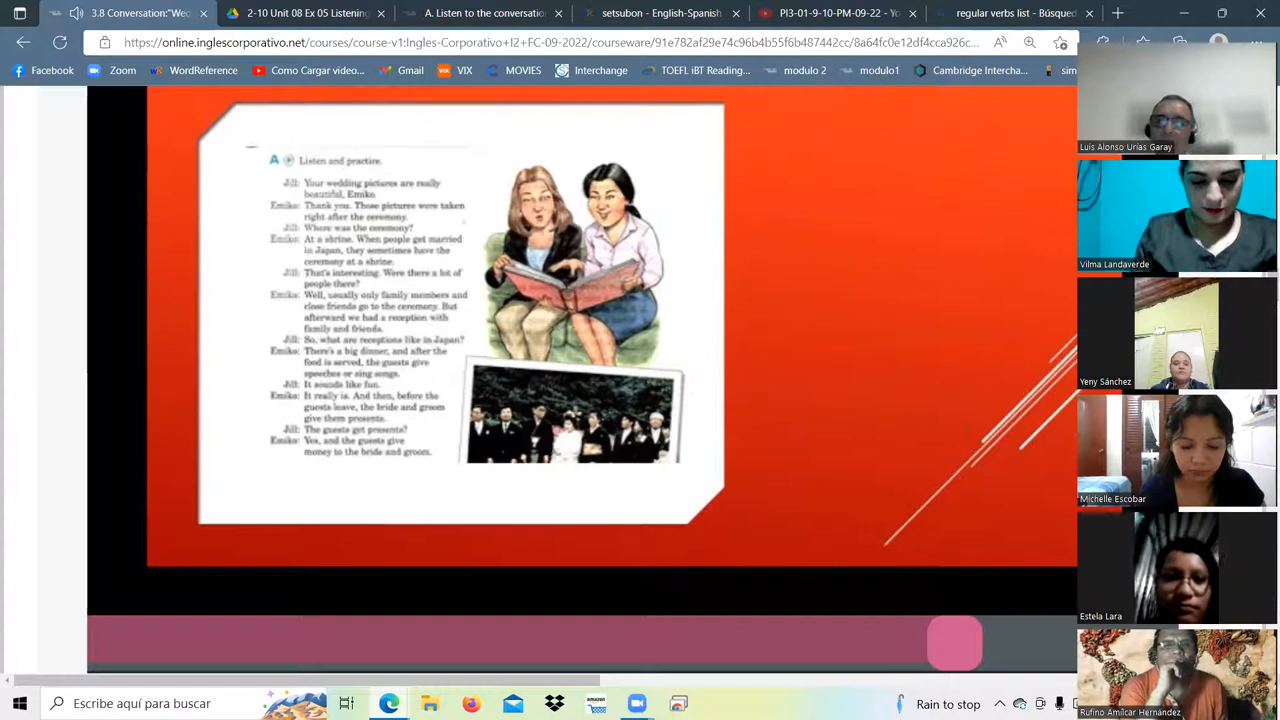 3.8 Conversation:"Wed
2-10 Unit 08 Ex 05 Listening
A. Listen to the conversation
setsubon - English-Spanish
PI3-01-9-10-PM-09-22 - Yo
regular verbs list - Búsqued
https://online.inglescorporativo.net/courses/course-v1:Ingles-Corporativo+I2+FC-09-2022/courseware/91e782af29e74c96b4b55f6b487442cc/8a64fc0e12df4cca926c...
Facebook
Zoom
WordReference
Como Cargar vídeo...
Gmail
VIX
MOVIES
Interchange
TOEFL iBT Reading...
modulo 2
modulo1
Cambridge Intercha...
sim
A Listen and practice.
Jill: Your wedding pictures are really
beautiful, Emiko.
Emiko: Thank you. Those pictures were taken
right after the ceremony.
Jill: Where was the ceremony?
Emiko: At a shrine. When people get married
in Japan, they sometimes have the
ceremony at a shrine.
Jill: That's interesting. Were there a lot of
people there?
Emiko: Well, usually only family members and
close friends go to the ceremony. But
afterward we had a reception with
family and friends.
Jill: So, what are receptions like in Japan?
Emiko: There's a big dinner, and after the
food is served, the guests give
speeches or sing songs.
Jill: It sounds like fun.
Emiko: It really is. And then, before the
guests leave, the bride and groom
give them presents.
Jill: The guests get presents?
Emiko: Yes, and the guests give
money to the bride and groom.
Luis Alonso Urías Garay
Vilma Landaverde
Yeny Sánchez
Michelle Escobar
Estela Lara
Rufino Amílcar Hernández
Escribe aquí para buscar
Rain to stop